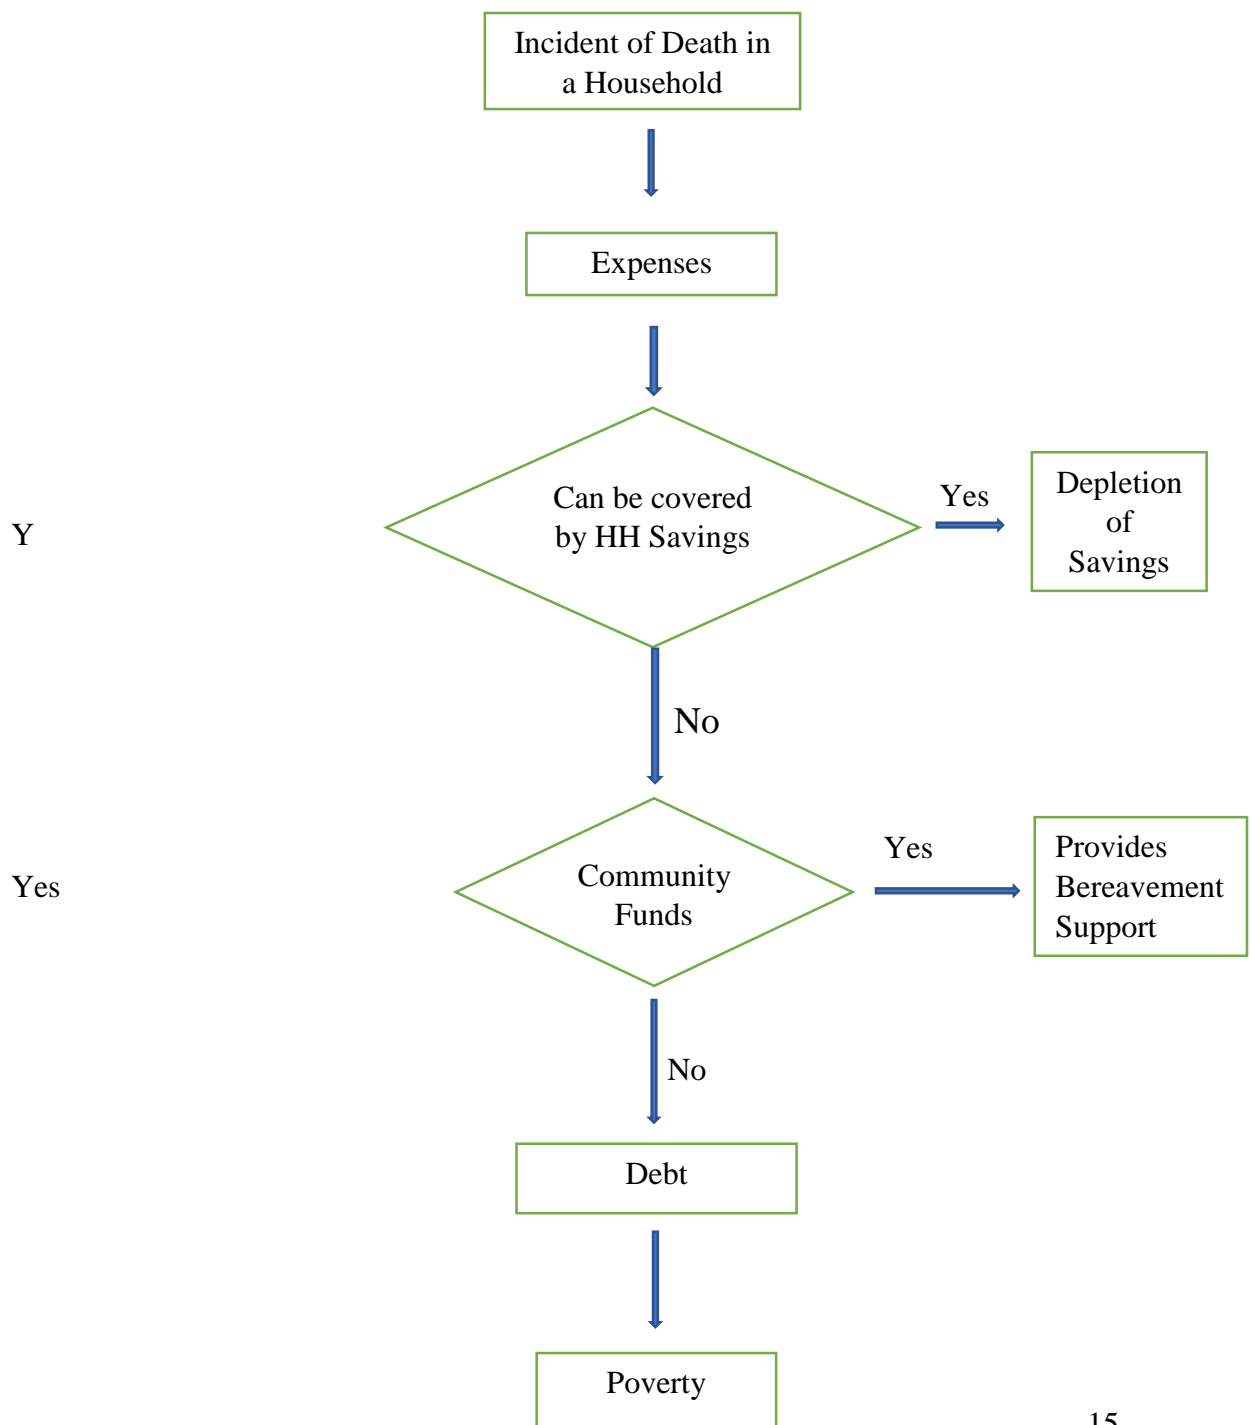 Incident of Death in
a Household
Expenses
Can be covered
by HH Savings
Yes
Depletion
of
Savings
Y
No
Community
Funds
Yes
Provides
Bereavement
Support
Yes
No
Debt
Poverty
15